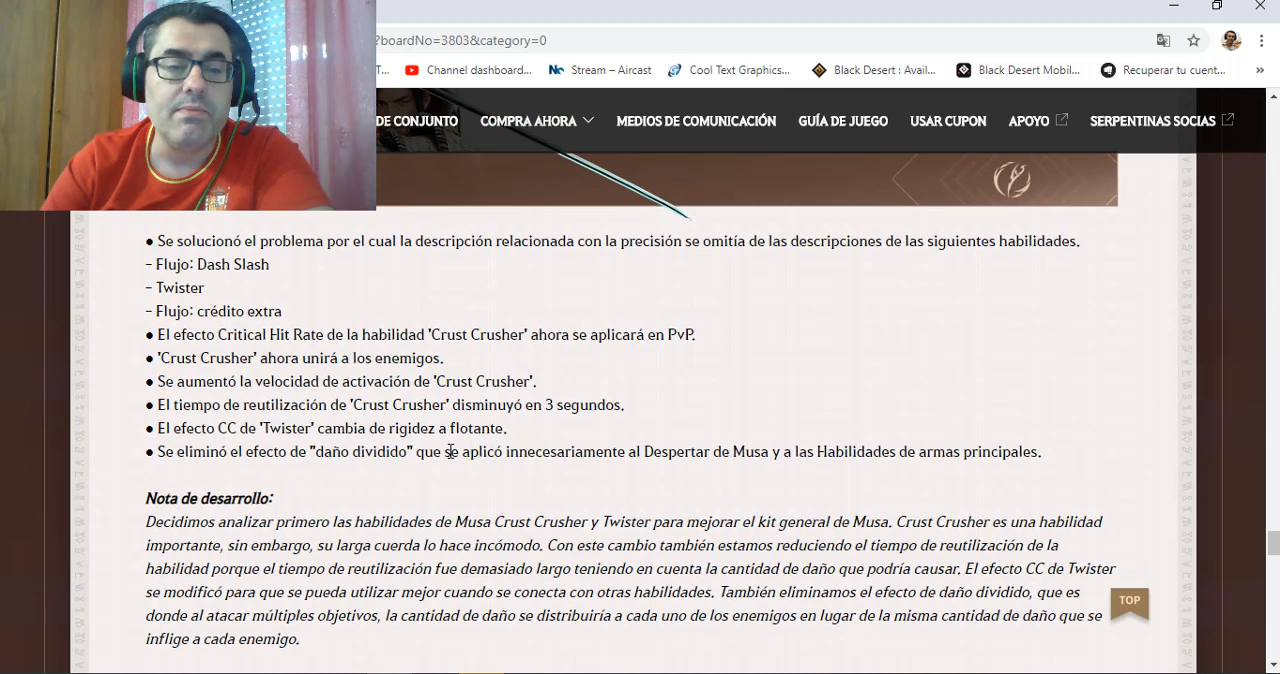 ?boardNo=3803&category=0
T... Channel dashboard... Stream – Aircast Cool Text Graphics... Black Desert : Avail... Black Desert Mobil... Recuperar tu cuent... »
DE CONJUNTO COMPRA AHORA MEDIOS DE COMUNICACIÓN GUÍA DE JUEGO USAR CUPON APOYO SERPENTINAS SOCIAS
● Se solucionó el problema por el cual la descripción relacionada con la precisión se omitía de las descripciones de las siguientes habilidades.
- Flujo: Dash Slash
- Twister
- Flujo: crédito extra
● El efecto Critical Hit Rate de la habilidad 'Crust Crusher' ahora se aplicará en PvP.
● 'Crust Crusher' ahora unirá a los enemigos.
● Se aumentó la velocidad de activación de 'Crust Crusher'.
● El tiempo de reutilización de 'Crust Crusher' disminuyó en 3 segundos.
● El efecto CC de 'Twister' cambia de rigidez a flotante.
● Se eliminó el efecto de "daño dividido" que se aplicó innecesariamente al Despertar de Musa y a las Habilidades de armas principales.
Nota de desarrollo:
Decidimos analizar primero las habilidades de Musa Crust Crusher y Twister para mejorar el kit general de Musa. Crust Crusher es una habilidad
importante, sin embargo, su larga cuerda lo hace incómodo. Con este cambio también estamos reduciendo el tiempo de reutilización de la
habilidad porque el tiempo de reutilización fue demasiado largo teniendo en cuenta la cantidad de daño que podría causar. El efecto CC de Twister
se modificó para que se pueda utilizar mejor cuando se conecta con otras habilidades. También eliminamos el efecto de daño dividido, que es
donde al atacar múltiples objetivos, la cantidad de daño se distribuiría a cada uno de los enemigos en lugar de la misma cantidad de daño que se
inflige a cada enemigo.
TOP